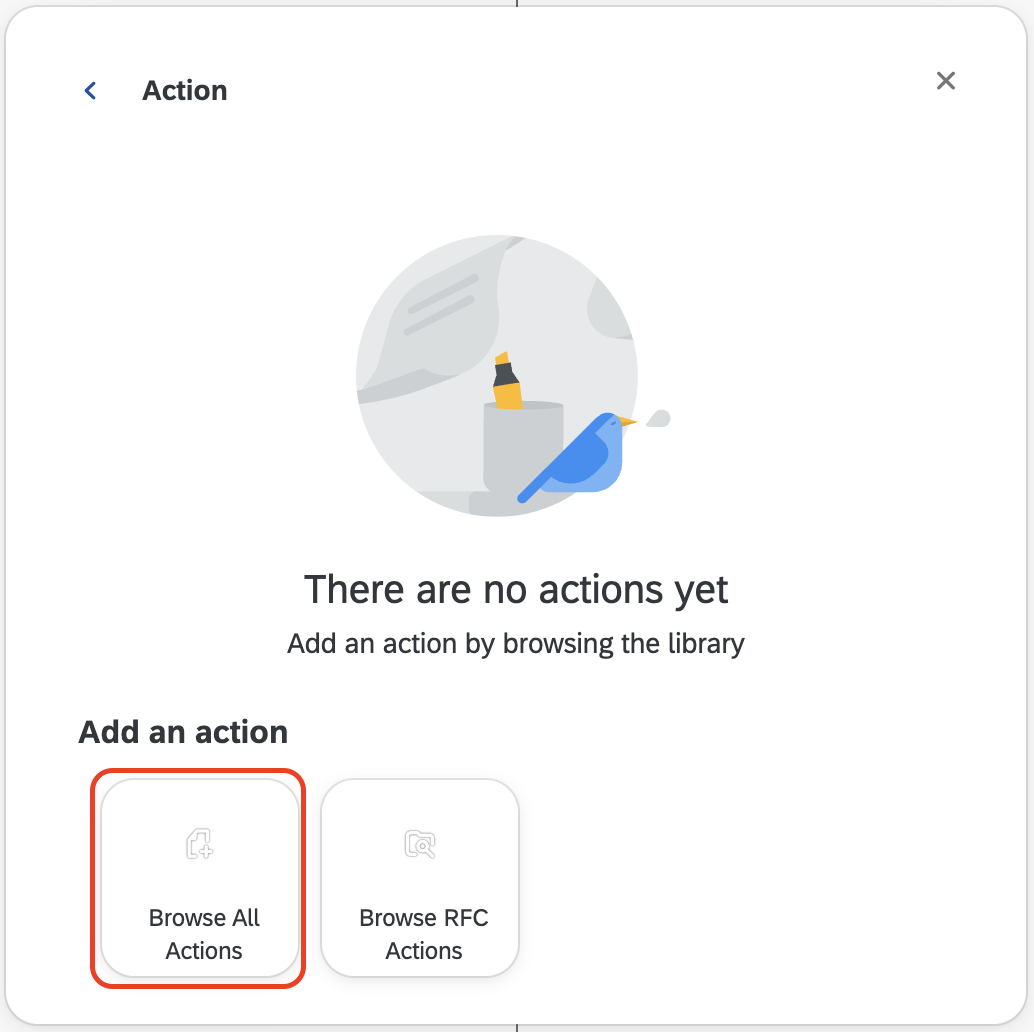 Action
There are no actions yet
Add an action by browsing the library
Add an action
Browse All
Actions
Browse RFC
Actions